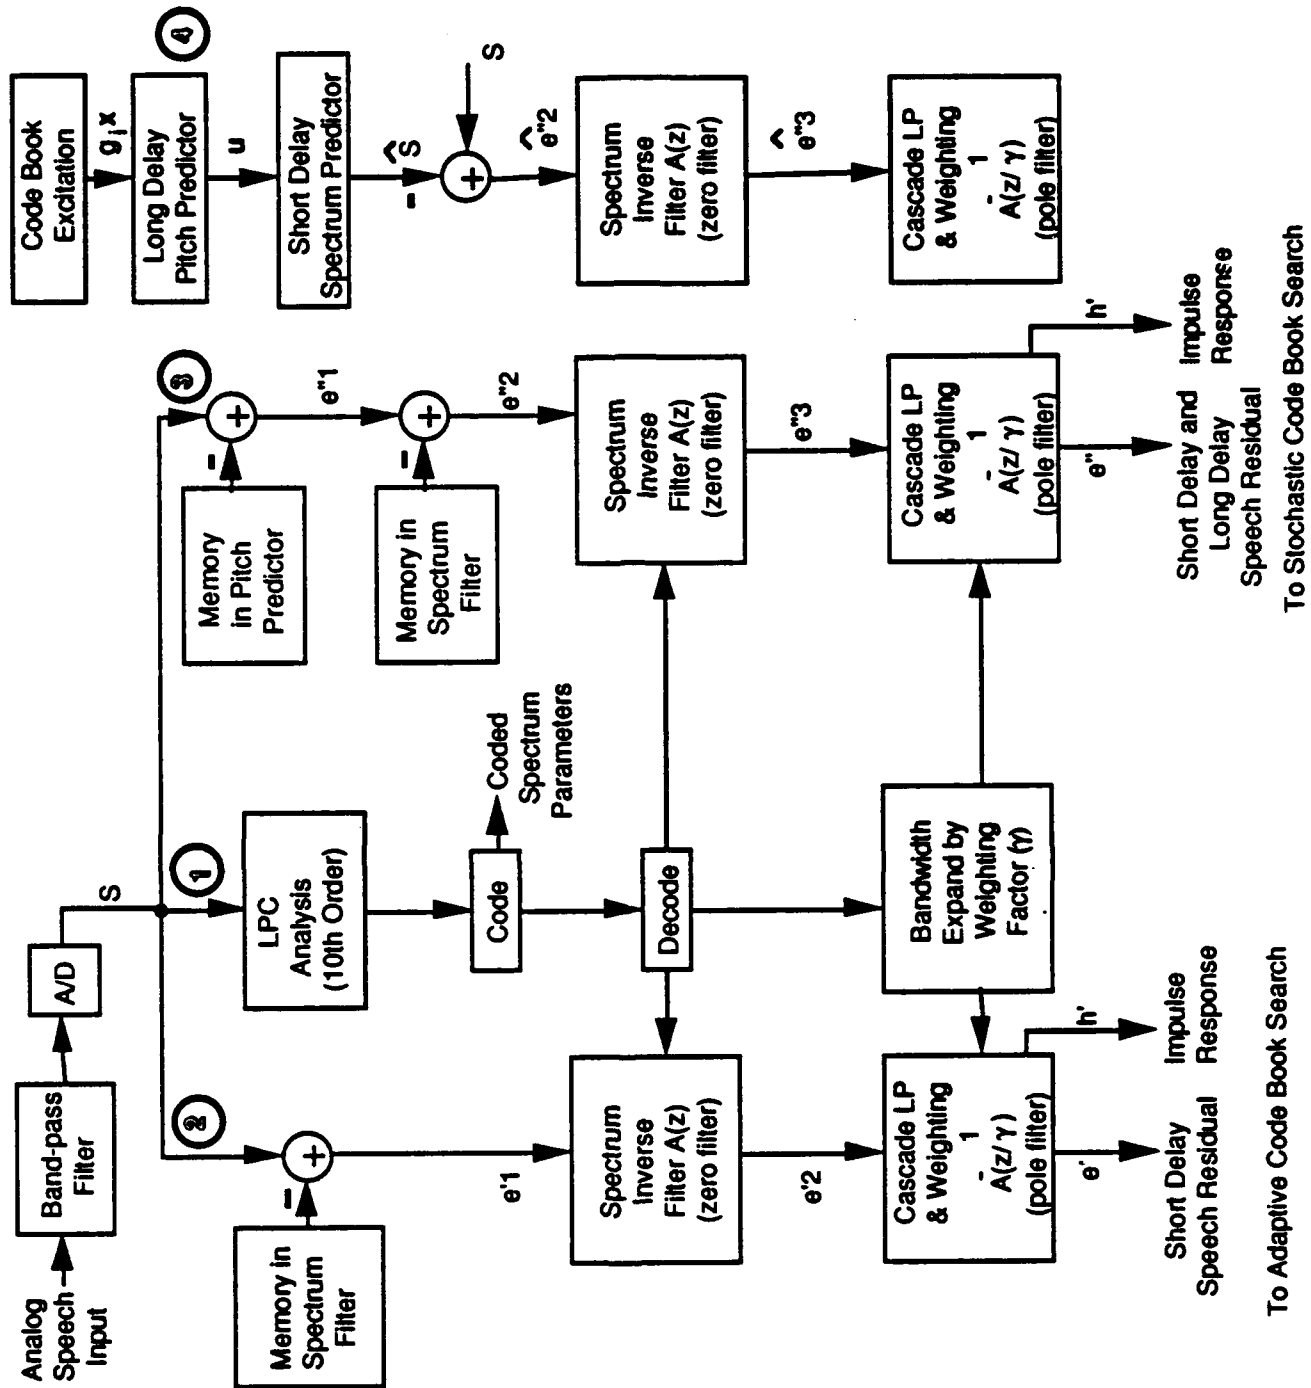 Analog
Speech
Input
Band-pass
Filter
A/D
S
2
Memory in
Spectrum
Filter
−
+
e'1
Spectrum
Inverse
Filter A(z)
(zero filter)
e'2
Cascade LP
& Weighting
1
A(z/ γ)
(pole filter)
e'
h'
Short Delay
Speech Residual
Impulse
Response
To Adaptive Code Book Search
1
LPC
Analysis
(10th Order)
Code
Coded
Spectrum
Parameters
Decode
Bandwidth
Expand by
Weighting
Factor (γ)
3
Memory
in Pitch
Predictor
−
+
e"1
Memory in
Spectrum
Filter
−
+
e"2
Spectrum
Inverse
Filter A(z)
(zero filter)
e"3
Cascade LP
& Weighting
1
A(z/ γ)
(pole filter)
e"
h'
Short Delay and
Long Delay
Speech Residual
Impulse
Response
To Stochastic Code Book Search
4
Code Book
Excitation
gᵢx
Long Delay
Pitch Predictor
u
Short Delay
Spectrum Predictor
Ŝ
−
+
S
ê"2
Spectrum
Inverse
Filter A(z)
(zero filter)
ê"3
Cascade LP
& Weighting
1
A(z/ γ)
(pole filter)